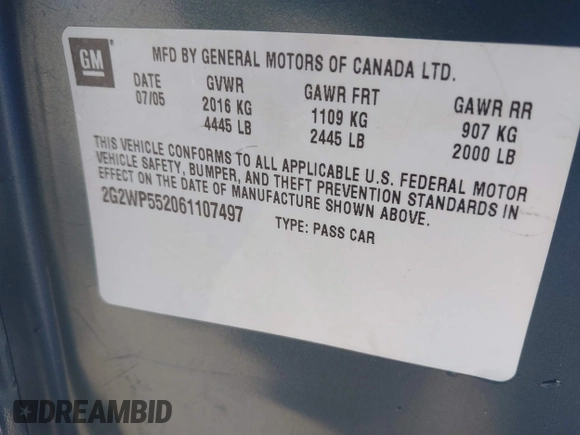 GM
MFD BY GENERAL MOTORS OF CANADA LTD.
DATE GVWR GAWR FRT GAWR RR
07/05 2016 KG 1109 KG 907 KG
4445 LB 2445 LB 2000 LB
THIS VEHICLE CONFORMS TO ALL APPLICABLE U.S. FEDERAL MOTOR
VEHICLE SAFETY, BUMPER, AND THEFT PREVENTION STANDARDS IN
EFFECT ON THE DATE OF MANUFACTURE SHOWN ABOVE.
2G2WP552061107497 TYPE: PASS CAR
DREAMBID